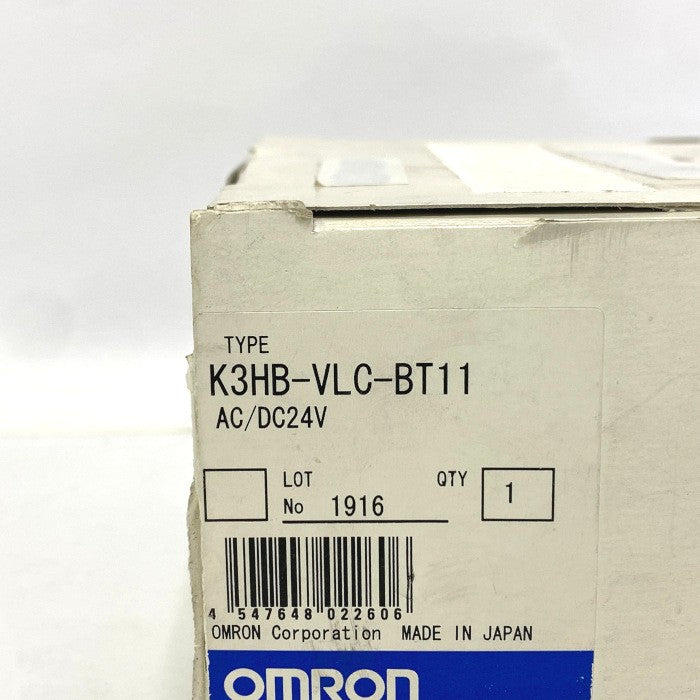 TYPE
K3HB-VLC-BT11
AC/DC24V
LOT
No 1916
QTY
1
4 547648 022606
OMRON Corporation MADE IN JAPAN
OMRON